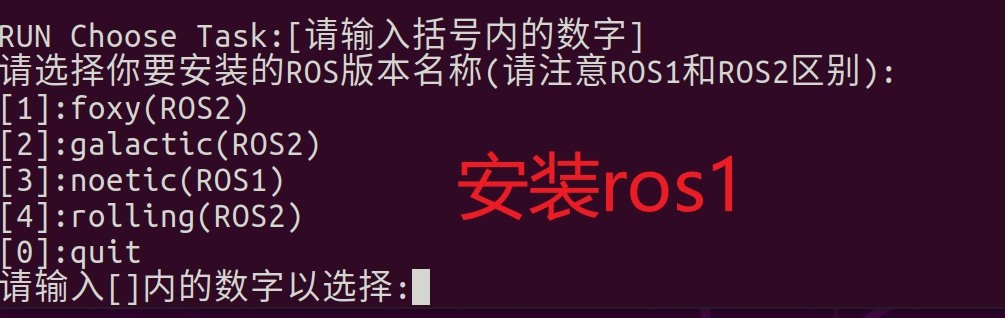 RUN Choose Task:[请输入括号内的数字]
请选择你要安装的ROS版本名称(请注意ROS1和ROS2区别):
[1]:foxy(ROS2)
[2]:galactic(ROS2)
[3]:noetic(ROS1)
安装ros1
[4]:rolling(ROS2)
[0]:quit
请输入[]内的数字以选择: